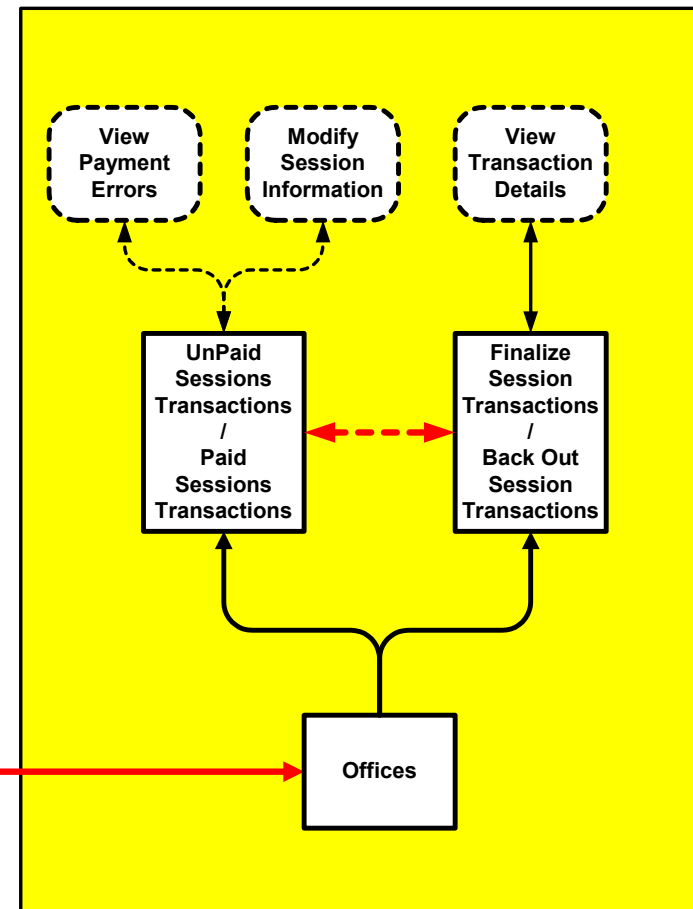 View
Payment
Errors
Modify
Session
Information
View
Transaction
Details
UnPaid
Sessions
Transactions
/
Paid
Sessions
Transactions
Finalize
Session
Transactions
/
Back Out
Session
Transactions
Offices